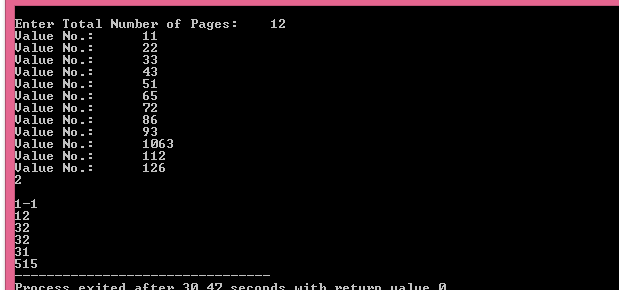 Enter Total Number of Pages:    12
Value No.:      11
Value No.:      22
Value No.:      33
Value No.:      43
Value No.:      51
Value No.:      65
Value No.:      72
Value No.:      86
Value No.:      93
Value No.:      1063
Value No.:      112
Value No.:      126
2
1-1
12
32
32
31
515
--------------------------------
Process exited after 30.42 seconds with return value 0